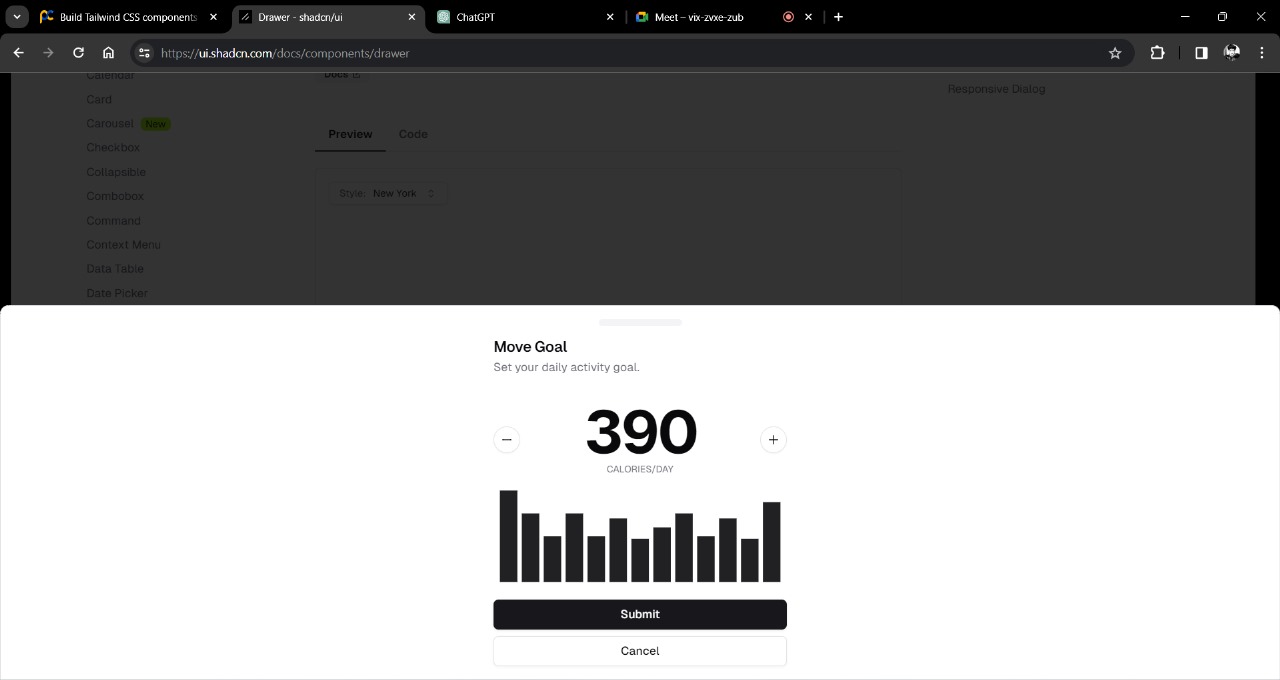 Build Tailwind CSS components
Drawer - shadcn/ui
ChatGPT
Meet – vix-zvxe-zub
https://ui.shadcn.com/docs/components/drawer
Calendar
Card
Carousel New
Checkbox
Collapsible
Combobox
Command
Context Menu
Data Table
Date Picker
Docs
Preview Code
Style: New York
Responsive Dialog
Move Goal
Set your daily activity goal.
390
CALORIES/DAY
Submit
Cancel